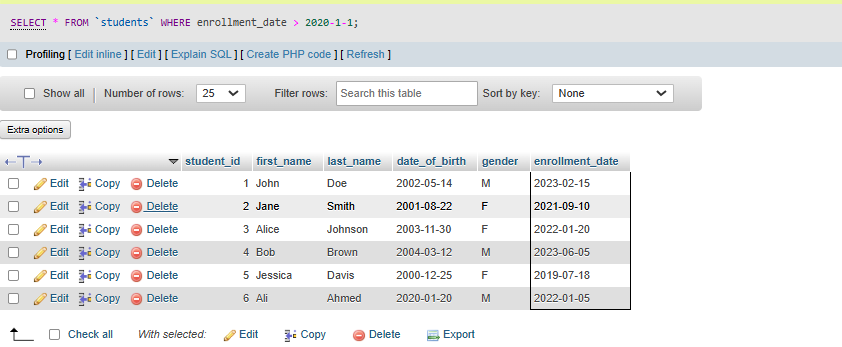 SELECT * FROM `students` WHERE enrollment_date > 2020-1-1;
Profiling [ Edit inline ] [ Edit ] [ Explain SQL ] [ Create PHP code ] [ Refresh ]
Show all | Number of rows: 25 Filter rows: Search this table Sort by key: None
Extra options
←T→ student_id first_name last_name date_of_birth gender enrollment_date
Edit Copy Delete 1 John Doe 2002-05-14 M 2023-02-15
Edit Copy Delete 2 Jane Smith 2001-08-22 F 2021-09-10
Edit Copy Delete 3 Alice Johnson 2003-11-30 F 2022-01-20
Edit Copy Delete 4 Bob Brown 2004-03-12 M 2023-06-05
Edit Copy Delete 5 Jessica Davis 2000-12-25 F 2019-07-18
Edit Copy Delete 6 Ali Ahmed 2020-01-20 M 2022-01-05
Check all With selected: Edit Copy Delete Export